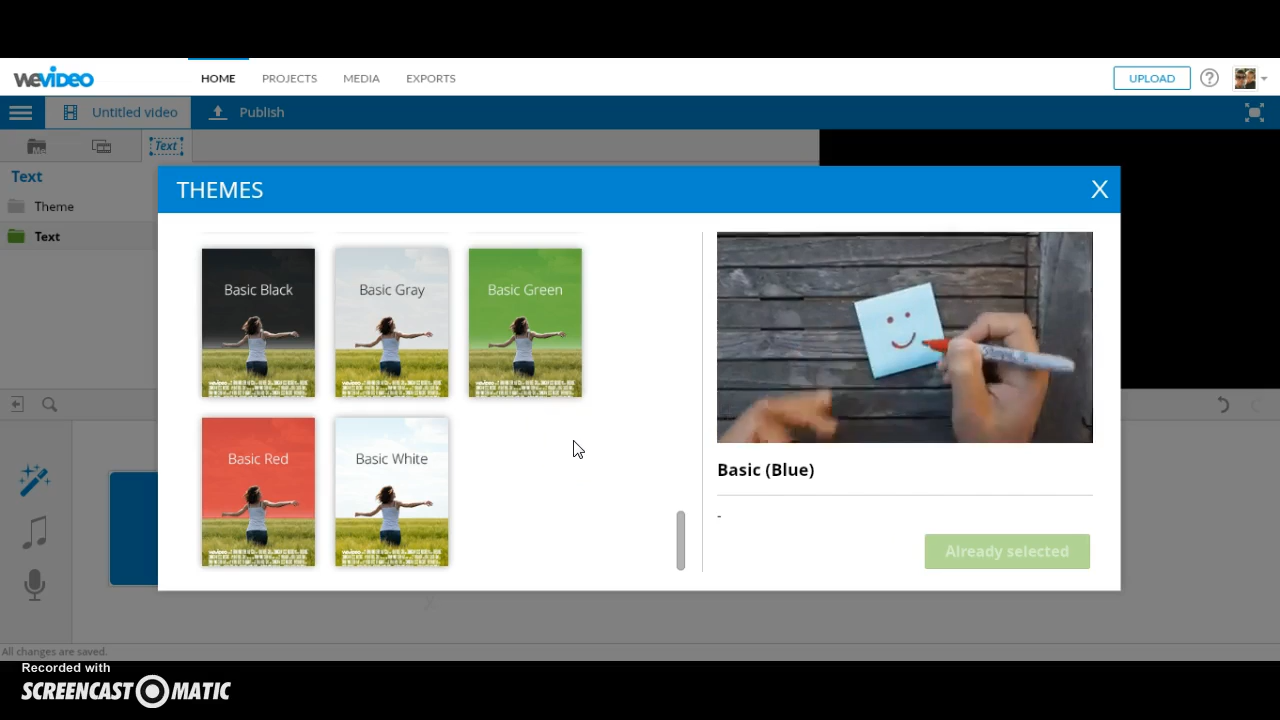 WEVIDEO
HOME PROJECTS MEDIA EXPORTS UPLOAD ?
Untitled video Publish
Me Text
Text
Theme
Text
THEMES X
Basic Black Basic Gray Basic Green
Basic Red Basic White
Basic (Blue)
-
Already selected
All changes are saved.
Recorded with
SCREENCAST MATIC